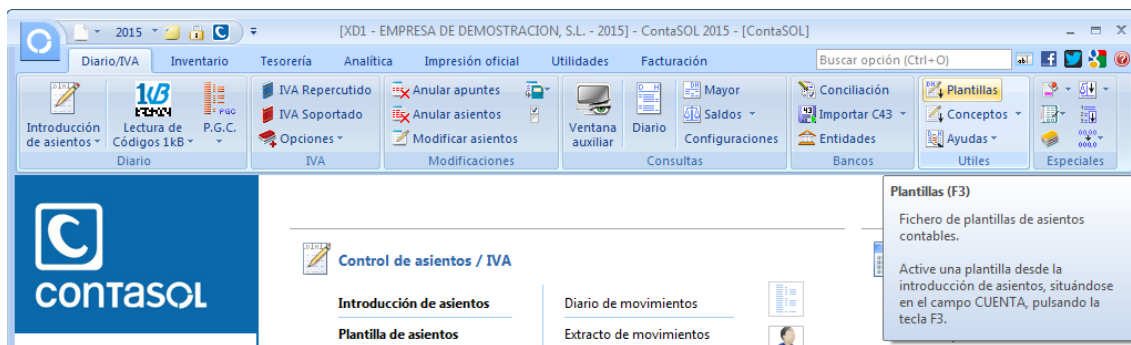 2015
[XD1 - EMPRESA DE DEMOSTRACION, S.L. - 2015] - ContaSOL 2015 - [ContaSOL]
Diario/IVA Inventario Tesorería Analítica Impresión oficial Utilidades Facturación Buscar opción (Ctrl+O)
Introducción de asientos
Lectura de Códigos 1kB
P.G.C.
Diario
IVA Repercutido
IVA Soportado
Opciones
IVA
Anular apuntes
Anular asientos
Modificar asientos
Modificaciones
Ventana auxiliar
Diario
Mayor
Saldos
Configuraciones
Consultas
Conciliación
Importar C43
Entidades
Bancos
Plantillas
Conceptos
Ayudas
Utiles
Especiales
Plantillas (F3)
Fichero de plantillas de asientos
contables.
Active una plantilla desde la
introducción de asientos, situándose
en el campo CUENTA, pulsando la
tecla F3.
CONTASOL
Control de asientos / IVA
Introducción de asientos Diario de movimientos
Plantilla de asientos Extracto de movimientos